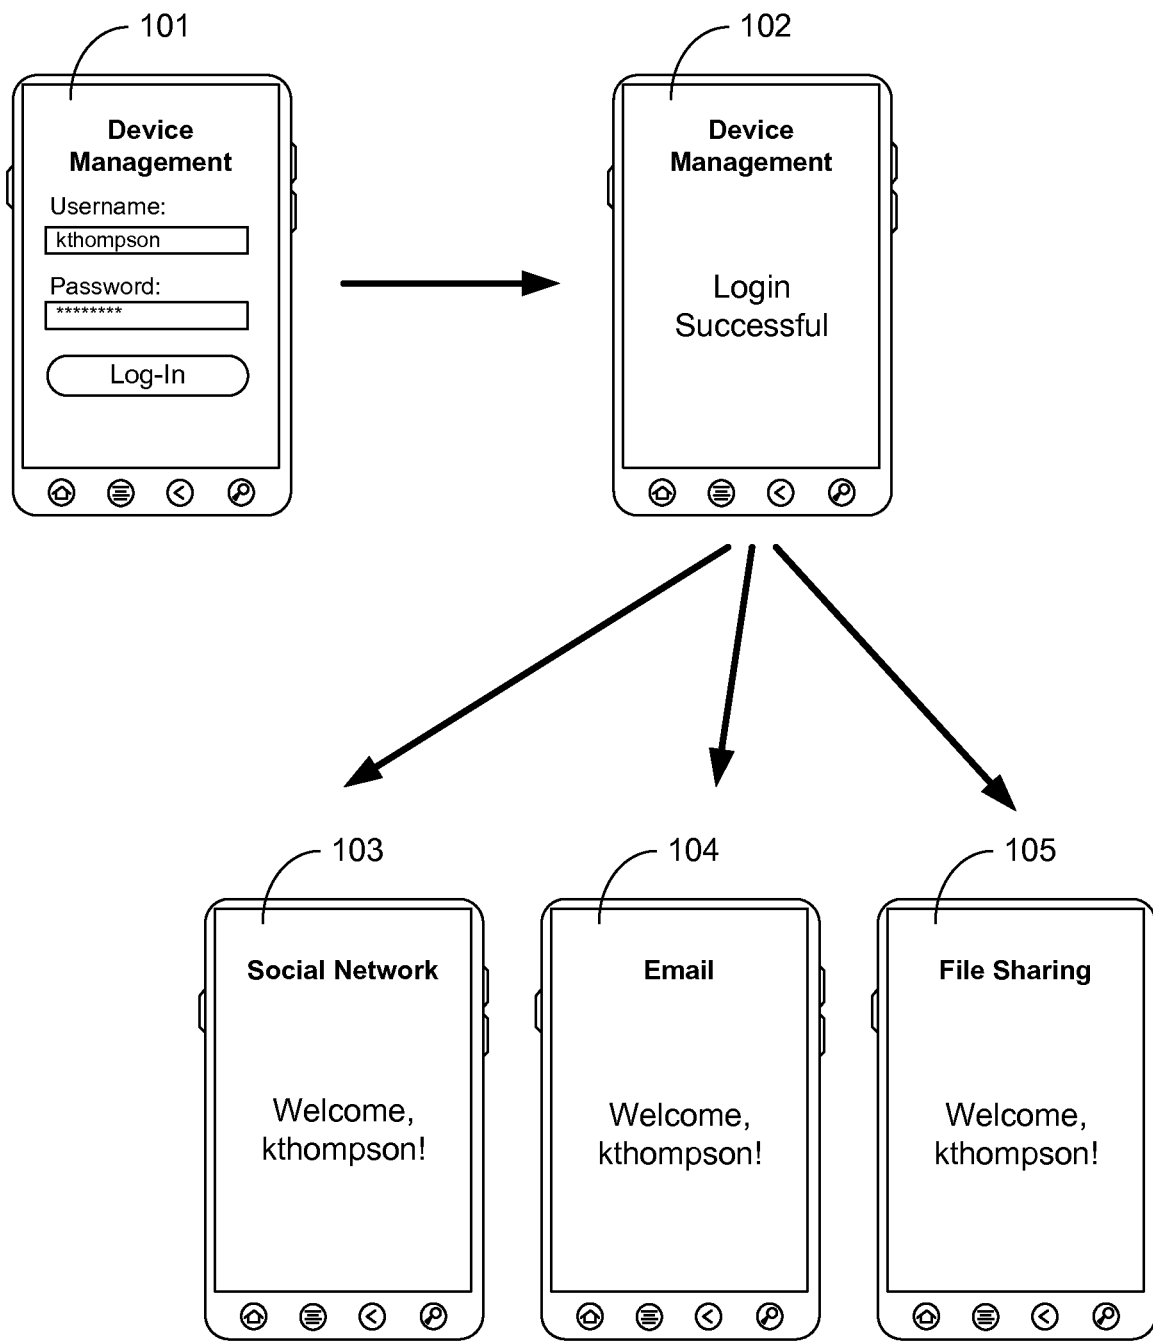 101
Device
Management
Username:
kthompson
Password:
********
Log-In
102
Device
Management
Login
Successful
103
Social Network
Welcome,
kthompson!
104
Email
Welcome,
kthompson!
105
File Sharing
Welcome,
kthompson!